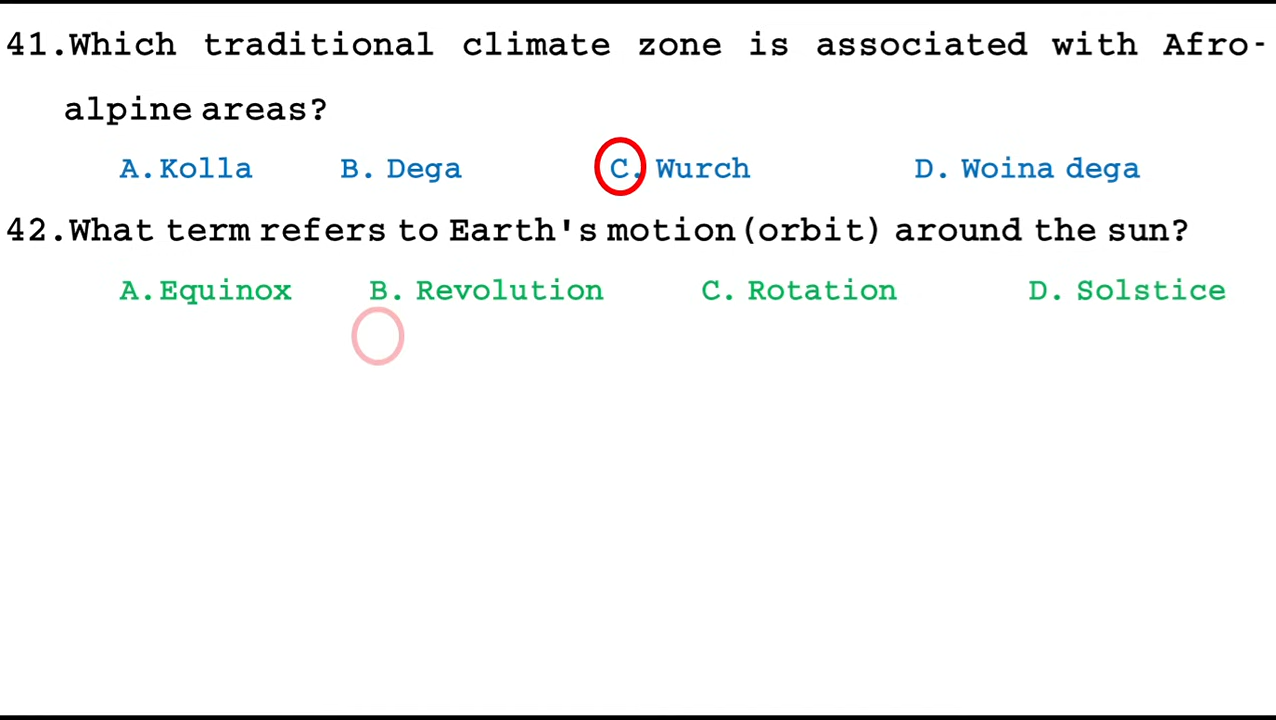 41.Which traditional climate zone is associated with Afro-
alpine areas?
A.Kolla B. Dega C. Wurch D. Woina dega
42.What term refers to Earth's motion(orbit) around the sun?
A.Equinox B. Revolution C. Rotation D. Solstice